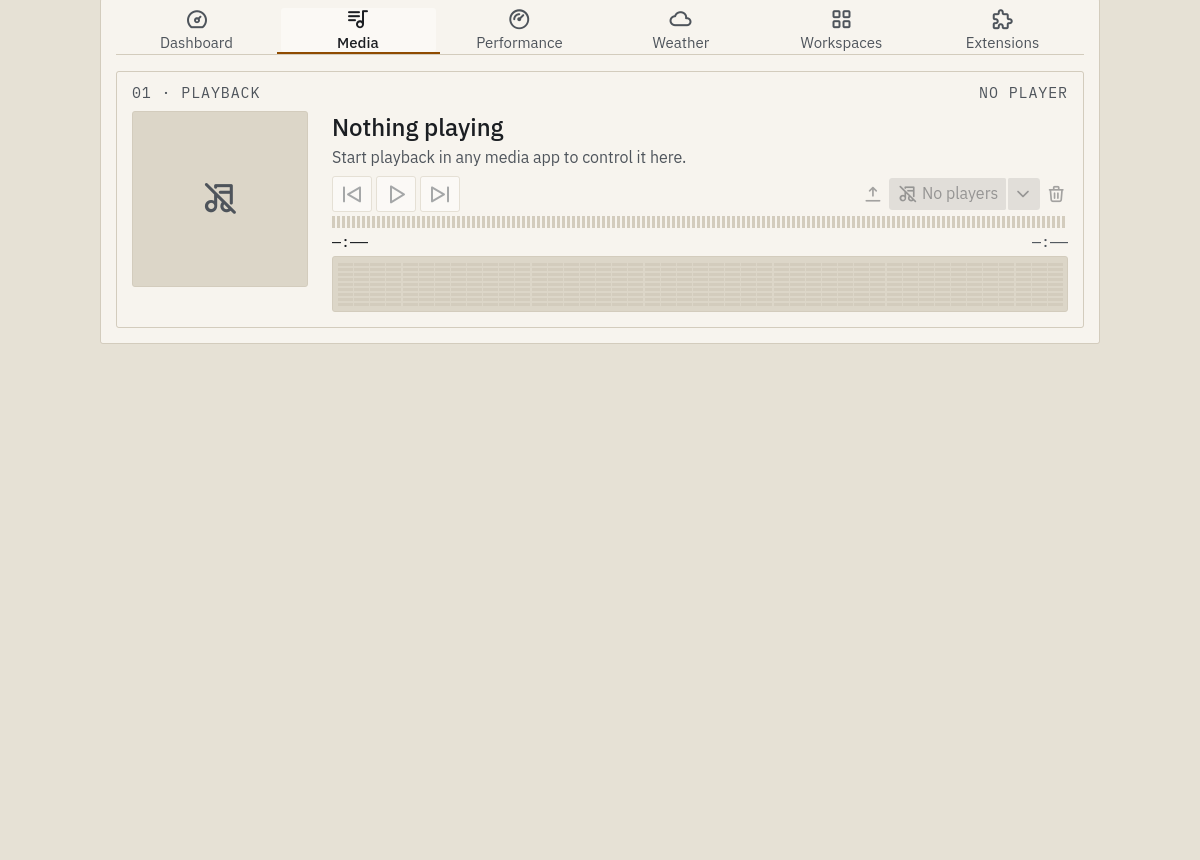 Dashboard
Media
Performance
Weather
Workspaces
Extensions
01 · PLAYBACK
NO PLAYER
Nothing playing
Start playback in any media app to control it here.
No players
–:––
–:––